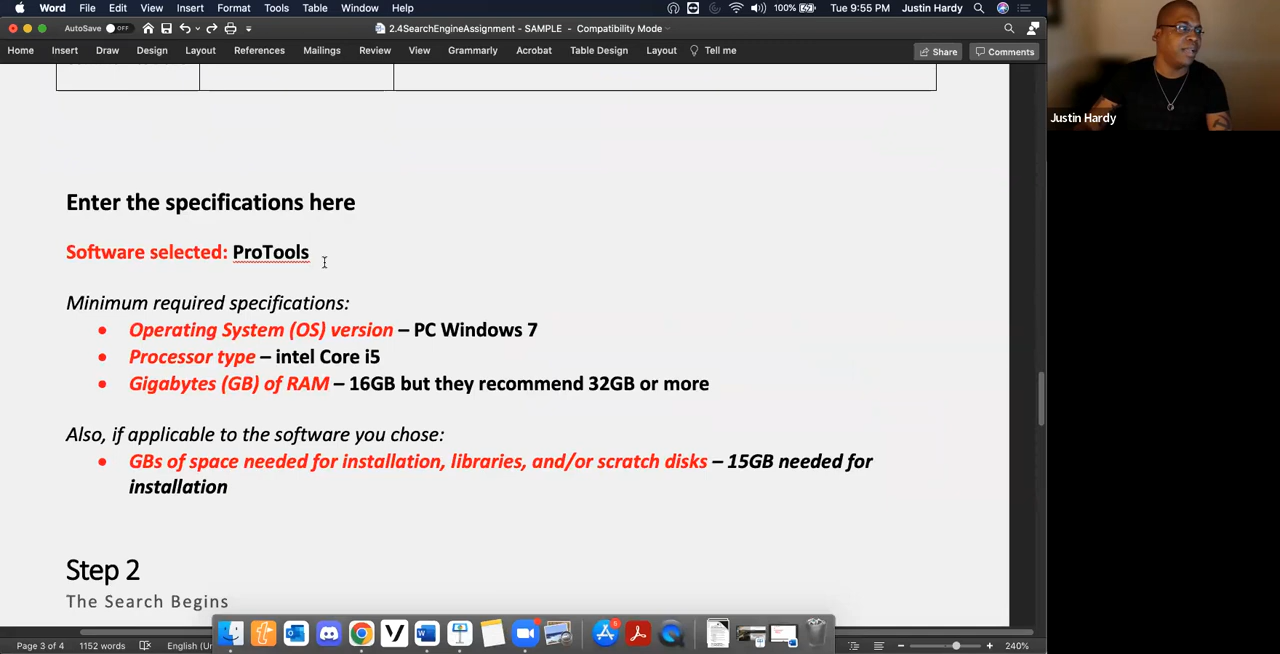 Word File Edit View Insert Format Tools Table Window Help 100% Tue 9:55 PM Justin Hardy
AutoSave OFF 2.4SearchEngineAssignment - SAMPLE - Compatibility Mode
Home Insert Draw Design Layout References Mailings Review View Grammarly Acrobat Table Design Layout Tell me Share Comments
Justin Hardy
Enter the specifications here
Software selected: ProTools
Minimum required specifications:
• Operating System (OS) version – PC Windows 7
• Processor type – intel Core i5
• Gigabytes (GB) of RAM – 16GB but they recommend 32GB or more
Also, if applicable to the software you chose:
• GBs of space needed for installation, libraries, and/or scratch disks – 15GB needed for
installation
Step 2
The Search Begins
Page 3 of 4 1152 words 240%